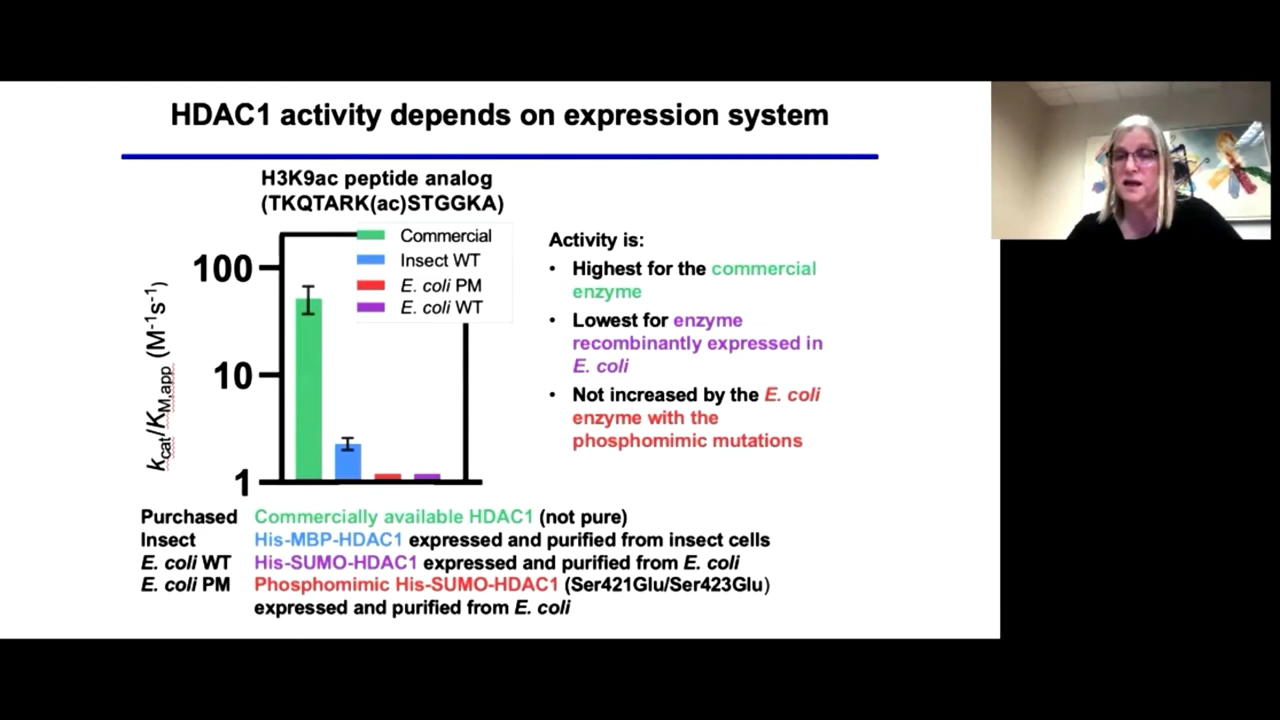 HDAC1 activity depends on expression system
H3K9ac peptide analog
(TKQTARK(ac)STGGKA)
Commercial
Insect WT
E. coli PM
E. coli WT
100
10
1
kcat/KM,app (M-1s-1)
Activity is:
• Highest for the commercial
enzyme
• Lowest for enzyme
recombinantly expressed in
E. coli
• Not increased by the E. coli
enzyme with the
phosphomimic mutations
Purchased Commercially available HDAC1 (not pure)
Insect His-MBP-HDAC1 expressed and purified from insect cells
E. coli WT His-SUMO-HDAC1 expressed and purified from E. coli
E. coli PM Phosphomimic His-SUMO-HDAC1 (Ser421Glu/Ser423Glu)
expressed and purified from E. coli